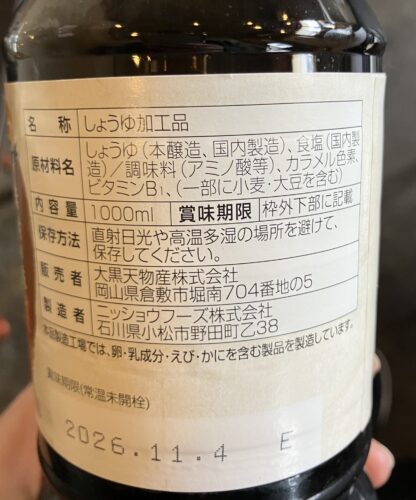 名　称 しょうゆ加工品
原材料名 しょうゆ(本醸造、国内製造)、食塩(国内製
造)／調味料(アミノ酸等)、カラメル色素、
ビタミンB₁、(一部に小麦・大豆を含む)
内容量 1000ml 賞味期限 枠外下部に記載
保存方法 直射日光や高温多湿の場所を避けて、
保存してください。
販売者 大黒天物産株式会社
岡山県倉敷市堀南704番地の5
製造者 ニッショウフーズ株式会社
石川県小松市野田町乙38
本品製造工場では、卵・乳成分・えび・かにを含む製品を製造しています。
賞味期限(常温未開栓)
2026.11.4 E